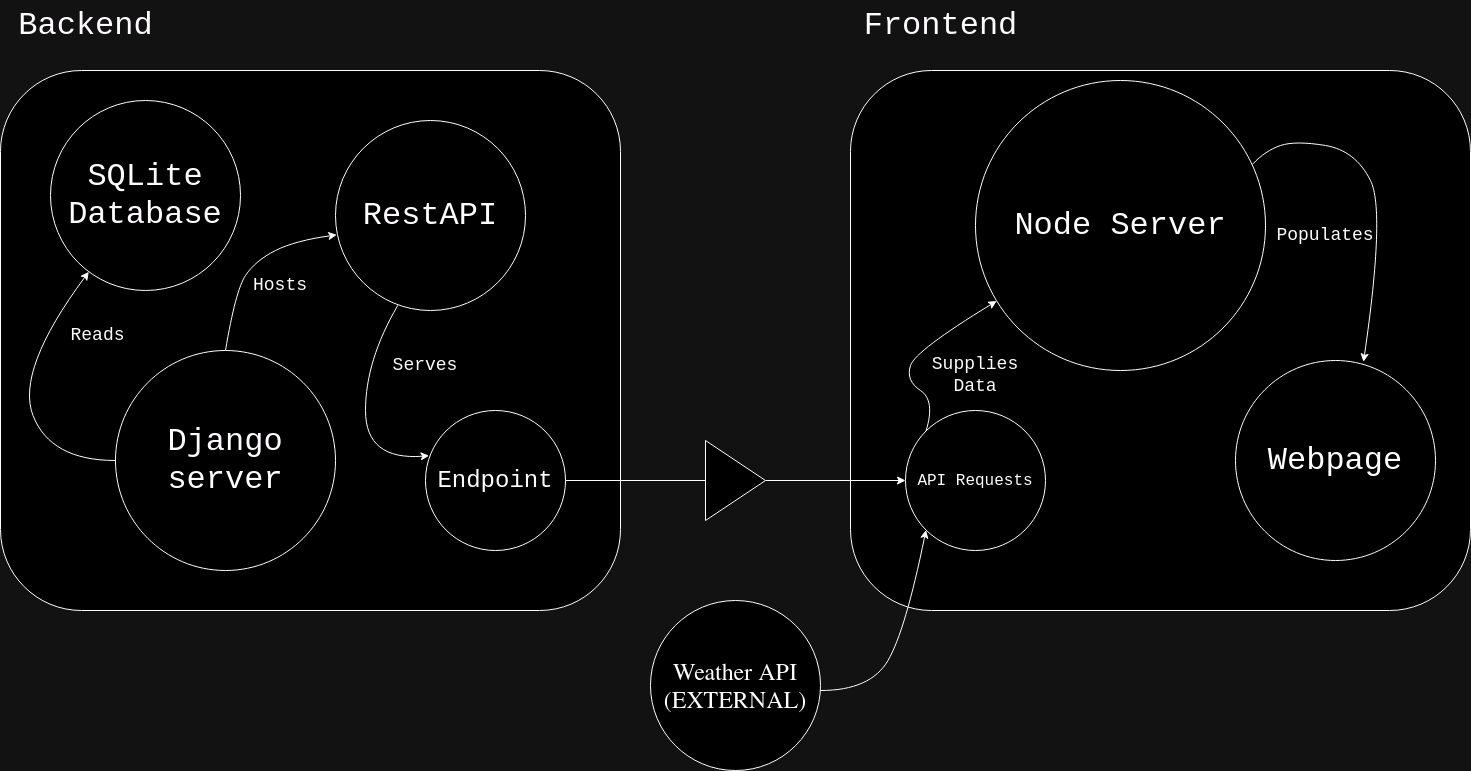 Backend
Frontend
SQLite
Database
RestAPI
Hosts
Reads
Serves
Django
server
Endpoint
Node Server
Populates
Supplies
Data
API Requests
Webpage
Weather API
(EXTERNAL)